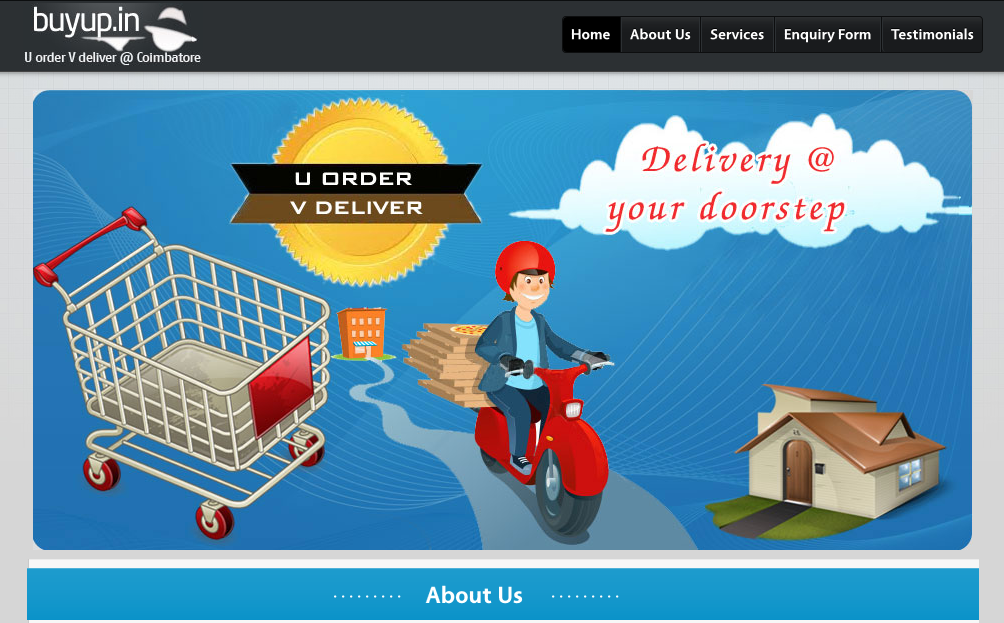 buyup.in
U order V deliver @ Coimbatore
Home About Us Services Enquiry Form Testimonials
U ORDER
V DELIVER
Delivery @
your doorstep
About Us